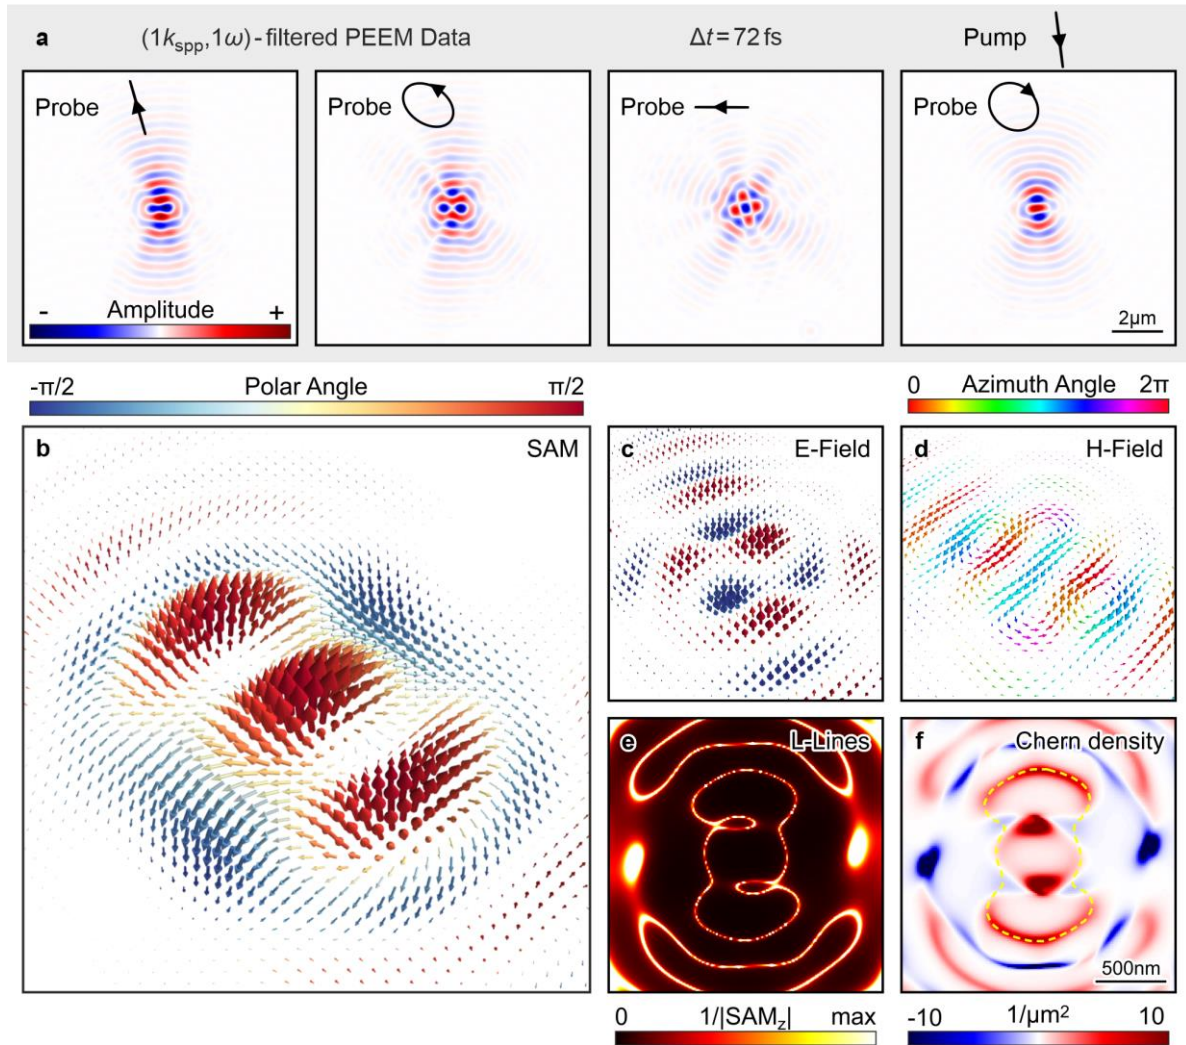 a (1kspp,1ω)-filtered PEEM Data Δt = 72 fs Pump
Probe Probe Probe Probe
- Amplitude +
2μm
-π/2 Polar Angle π/2
0 Azimuth Angle 2π
b SAM
c E-Field
d H-Field
e L-Lines
f Chern density
500nm
0 1/|SAMz| max
-10 1/μm² 10